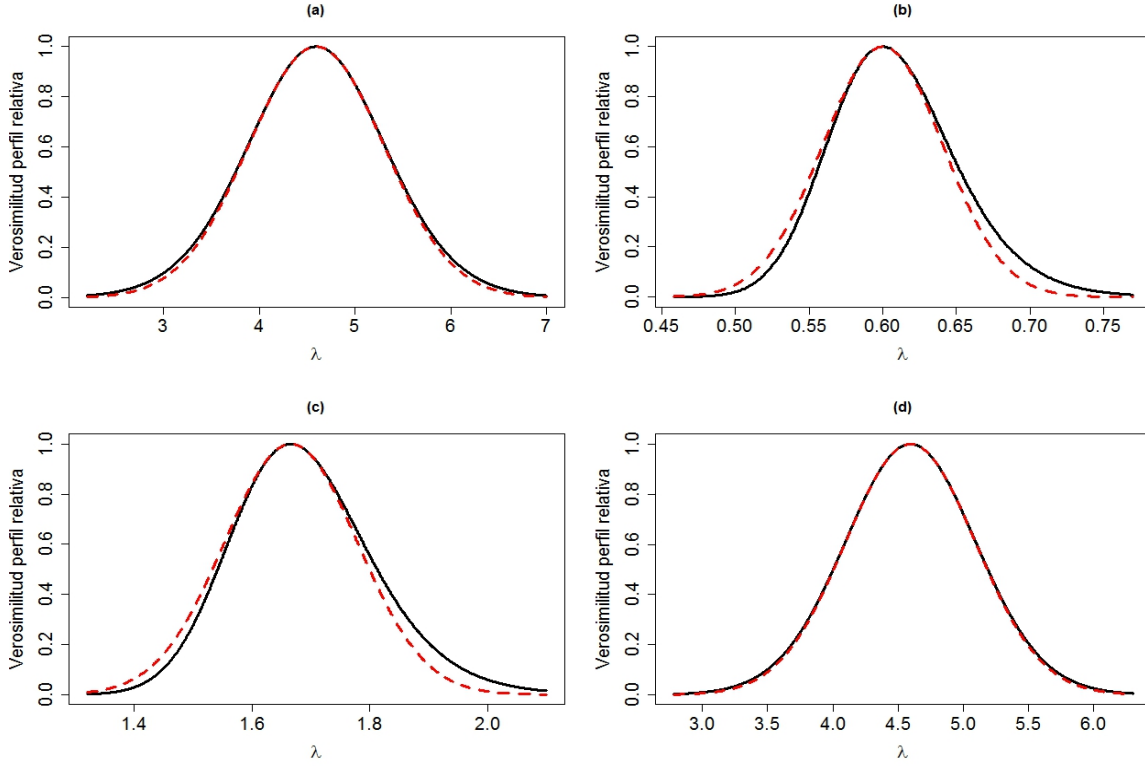 (a)
Verosimilitud perfil relativa
0.0 0.2 0.4 0.6 0.8 1.0
3 4 5 6 7
λ
(b)
Verosimilitud perfil relativa
0.0 0.2 0.4 0.6 0.8 1.0
0.45 0.50 0.55 0.60 0.65 0.70 0.75
λ
(c)
Verosimilitud perfil relativa
0.0 0.2 0.4 0.6 0.8 1.0
1.4 1.6 1.8 2.0
λ
(d)
Verosimilitud perfil relativa
0.0 0.2 0.4 0.6 0.8 1.0
3.0 3.5 4.0 4.5 5.0 5.5 6.0
λ